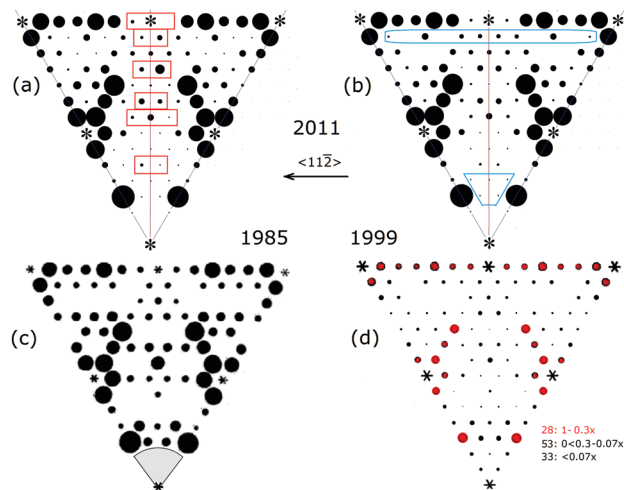 (a)
(b)
2011
<112̅>
1985
1999
(c)
(d)
28: 1- 0.3x
53: 0<0.3-0.07x
33: <0.07x